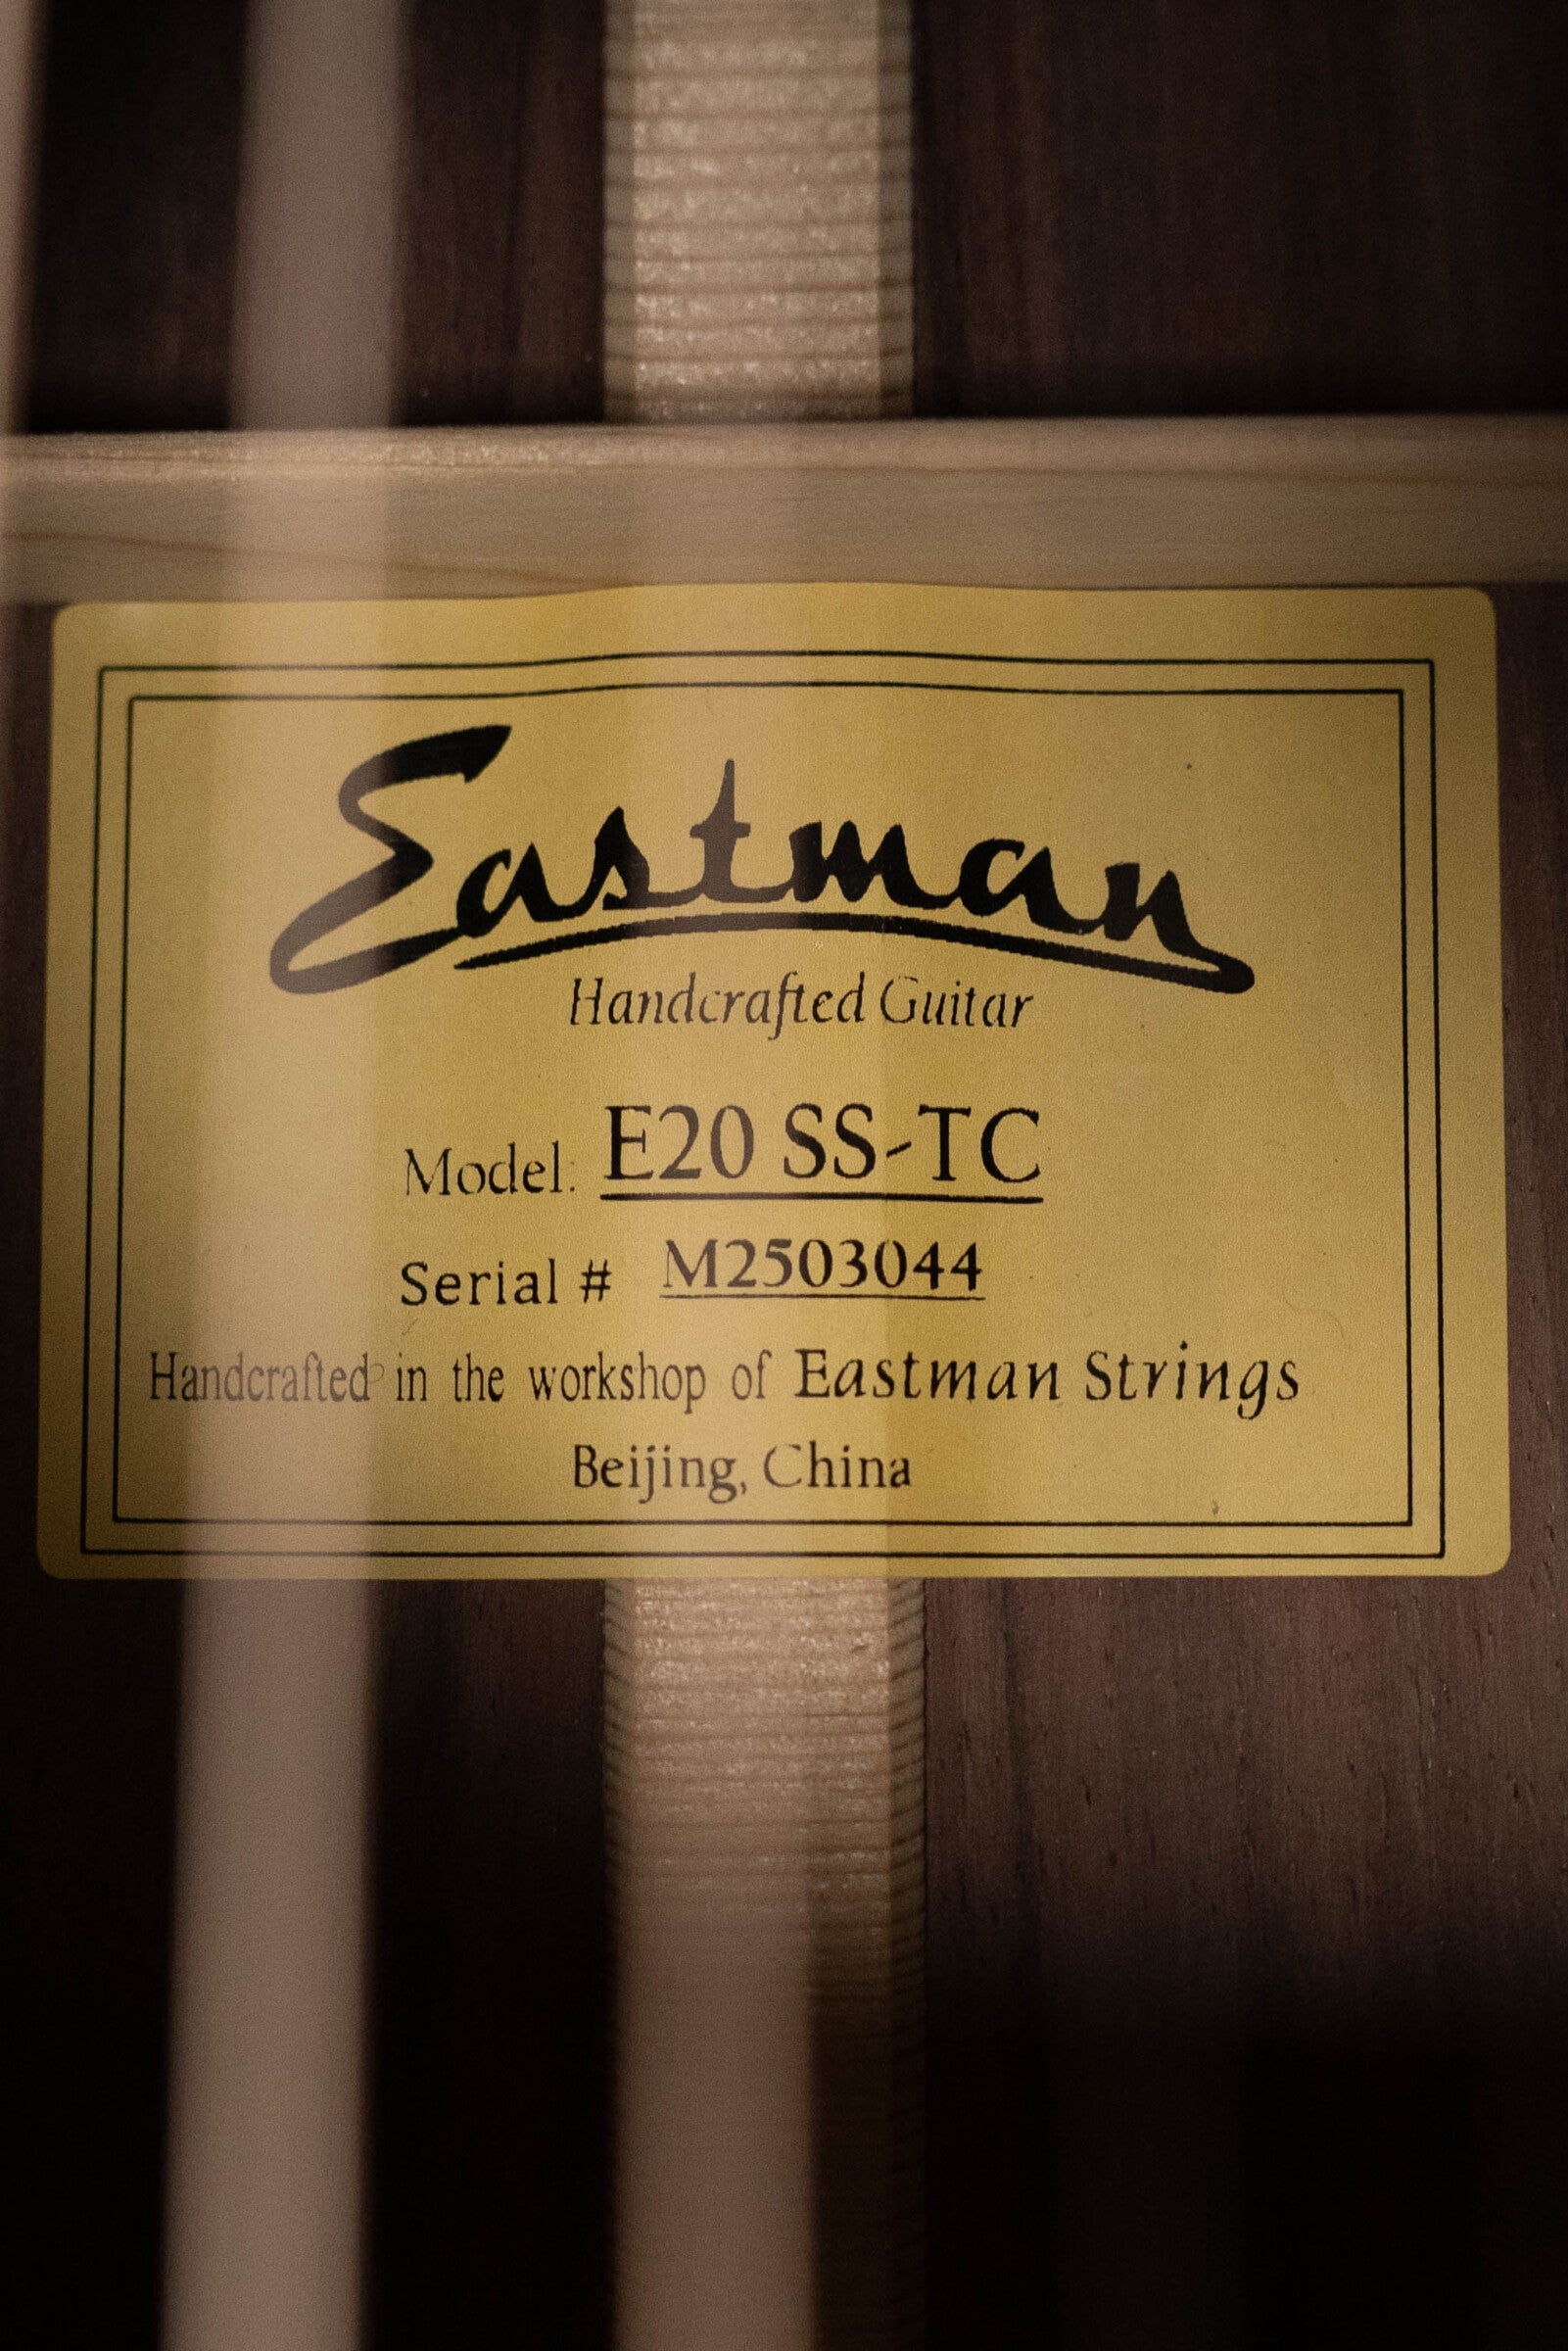 Eastman
Handcrafted Guitar
Model: E20 SS-TC
Serial # M2503044
Handcrafted in the workshop of Eastman Strings
Beijing, China